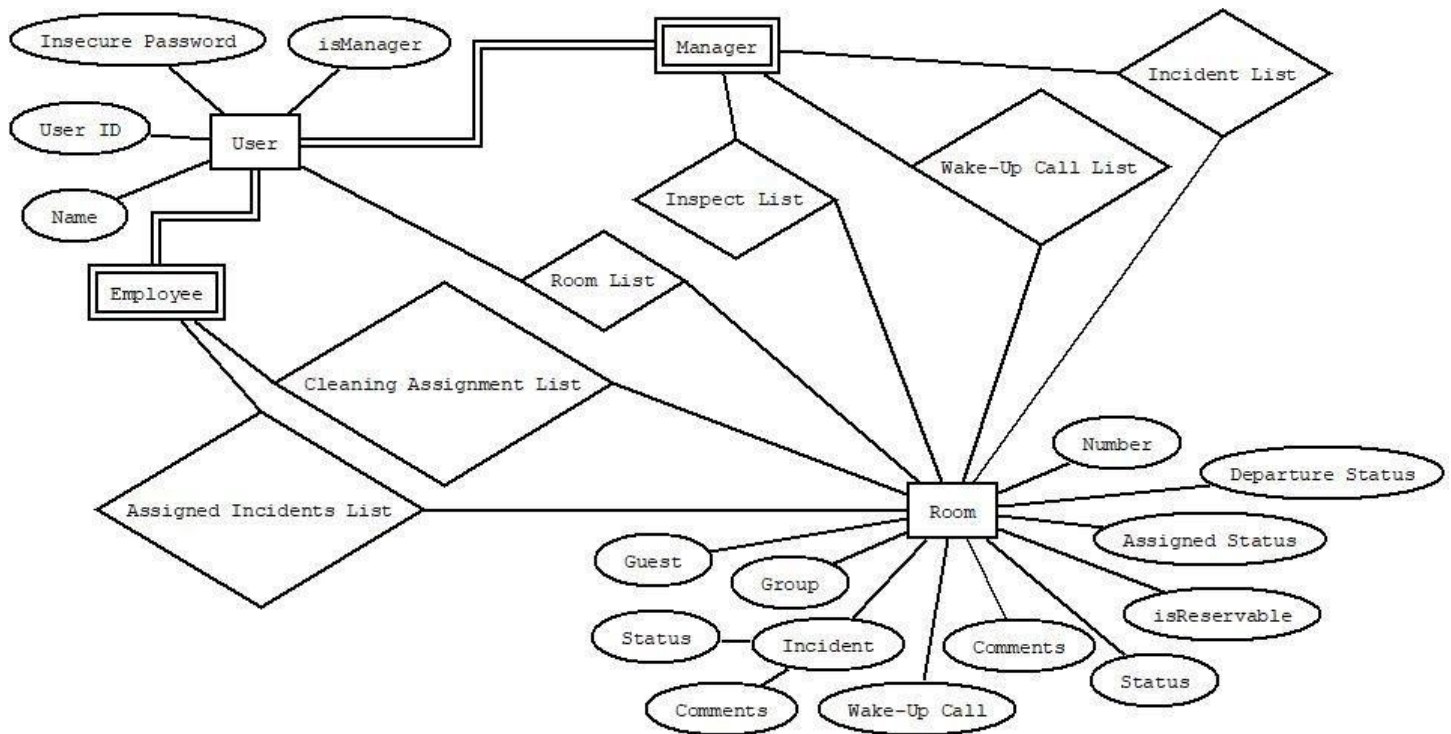 Insecure Password
isManager
Manager
Incident List
User ID
User
Wake-Up Call List
Inspect List
Name
Room List
Employee
Cleaning Assignment List
Number
Departure Status
Assigned Incidents List
Room
Assigned Status
Guest
Group
isReservable
Status
Incident
Comments
Status
Comments
Wake-Up Call